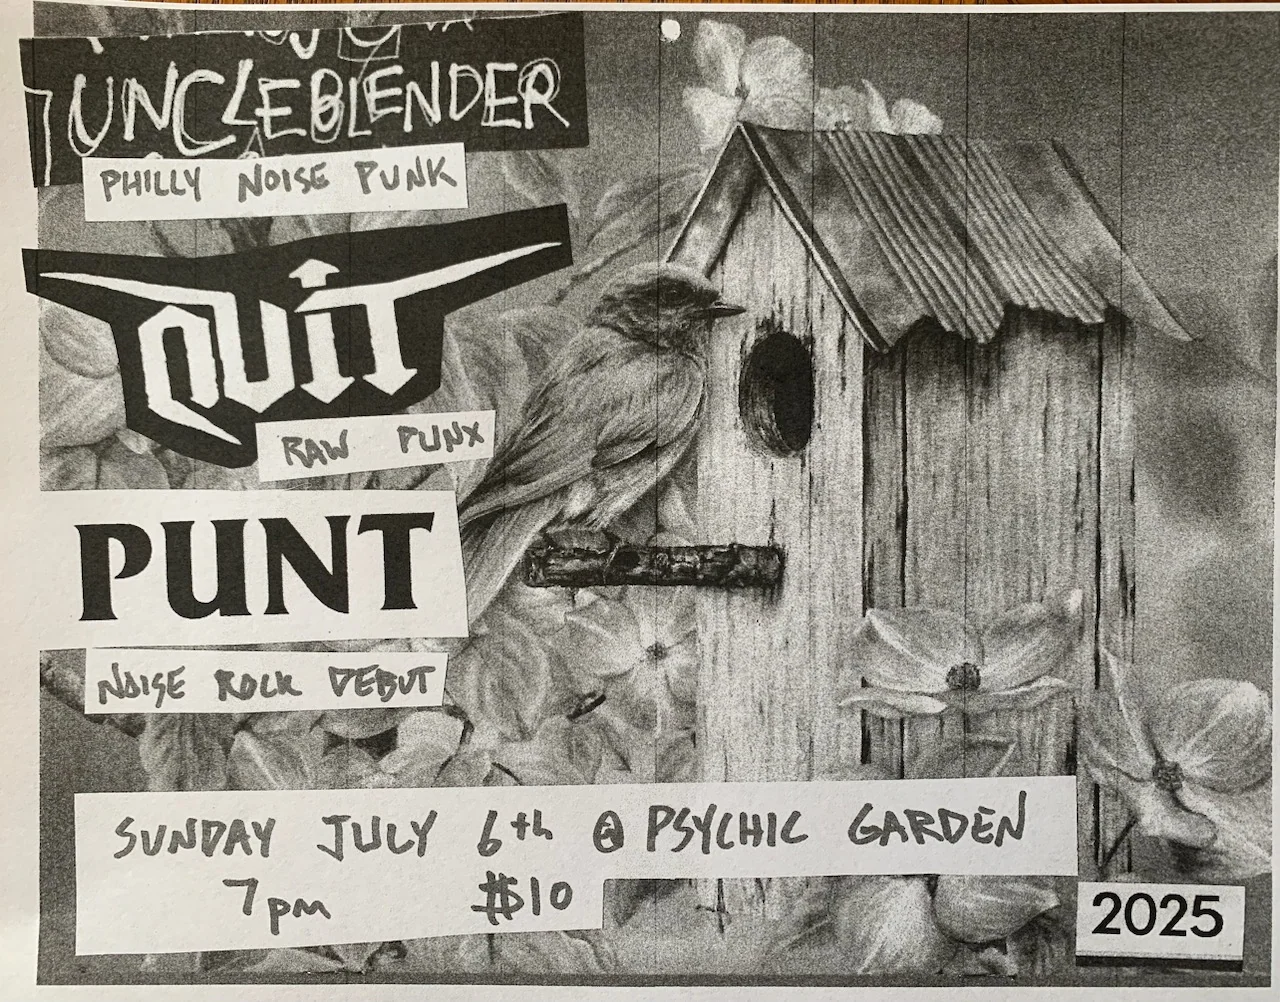 UNCLEBLENDER
PHILLY NOISE PUNK
QUIT
RAW PUNX
PUNT
NOISE ROCK DEBUT
SUNDAY JULY 6th @ PSYCHIC GARDEN
7pm $10
2025